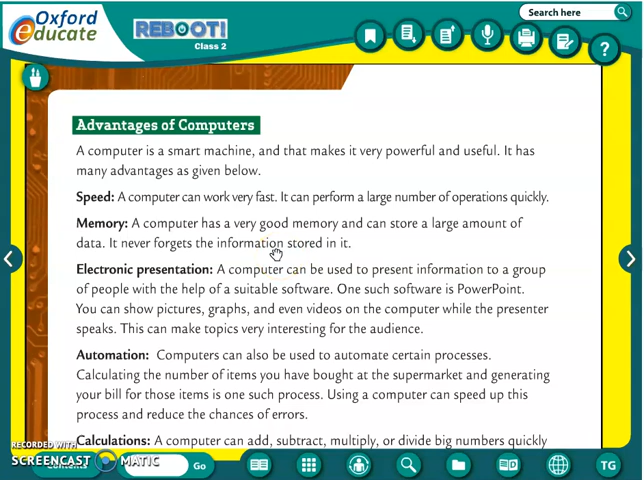 Oxford
educate
REBOOT!
Class 2
Search here
?
Advantages of Computers
A computer is a smart machine, and that makes it very powerful and useful. It has
many advantages as given below.
Speed: A computer can work very fast. It can perform a large number of operations quickly.
Memory: A computer has a very good memory and can store a large amount of
data. It never forgets the information stored in it.
Electronic presentation: A computer can be used to present information to a group
of people with the help of a suitable software. One such software is PowerPoint.
You can show pictures, graphs, and even videos on the computer while the presenter
speaks. This can make topics very interesting for the audience.
Automation: Computers can also be used to automate certain processes.
Calculating the number of items you have bought at the supermarket and generating
your bill for those items is one such process. Using a computer can speed up this
process and reduce the chances of errors.
Calculations: A computer can add, subtract, multiply, or divide big numbers quickly
RECORDED WITH
SCREENCAST MATIC
Contents
Go
TG